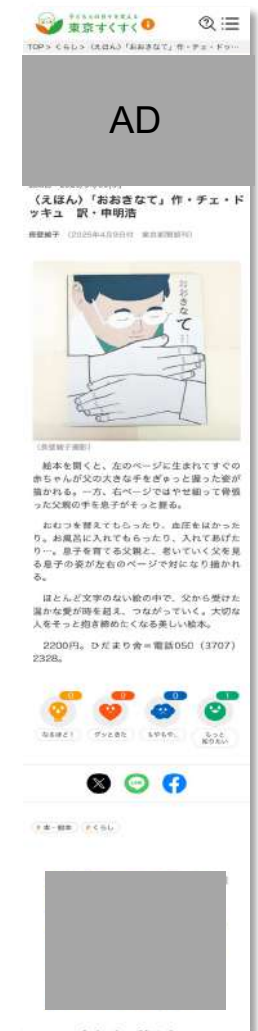 子どもとの日々を支える
東京すくすく
TOP> くらし> 〈えほん〉「おおきなて」作・チェ・ドッ…
AD
〈えほん〉「おおきなて」作・チェ・ド
ッキュ 訳・申明浩
(2025年4月9日付 東京新聞朝刊)
おおきなて
絵本を開くと、左のページに生まれてすぐの
赤ちゃんが父の大きな手をぎゅっと握った姿が
描かれる。一方、右ページではやせ細って骨張
った父親の手を息子がそっと握る。
おむつを替えてもらったり、血圧をはかった
り。お風呂に入れてもらったり、入れてあげた
り…。息子を育てる父親と、老いていく父を見
る息子の姿が左右のページで対になり描かれ
る。
ほとんど文字のない絵の中で、父から受けた
温かな愛が時を超え、つながっていく。大切な
人をそっと抱き締めたくなる美しい絵本。
2200円。ひだまり舎=電話050(3707)
2328。
0
0
0
1
なるほど!
グッときた
もやもや...
もっと
知りたい
LINE
#本・絵本
#くらし